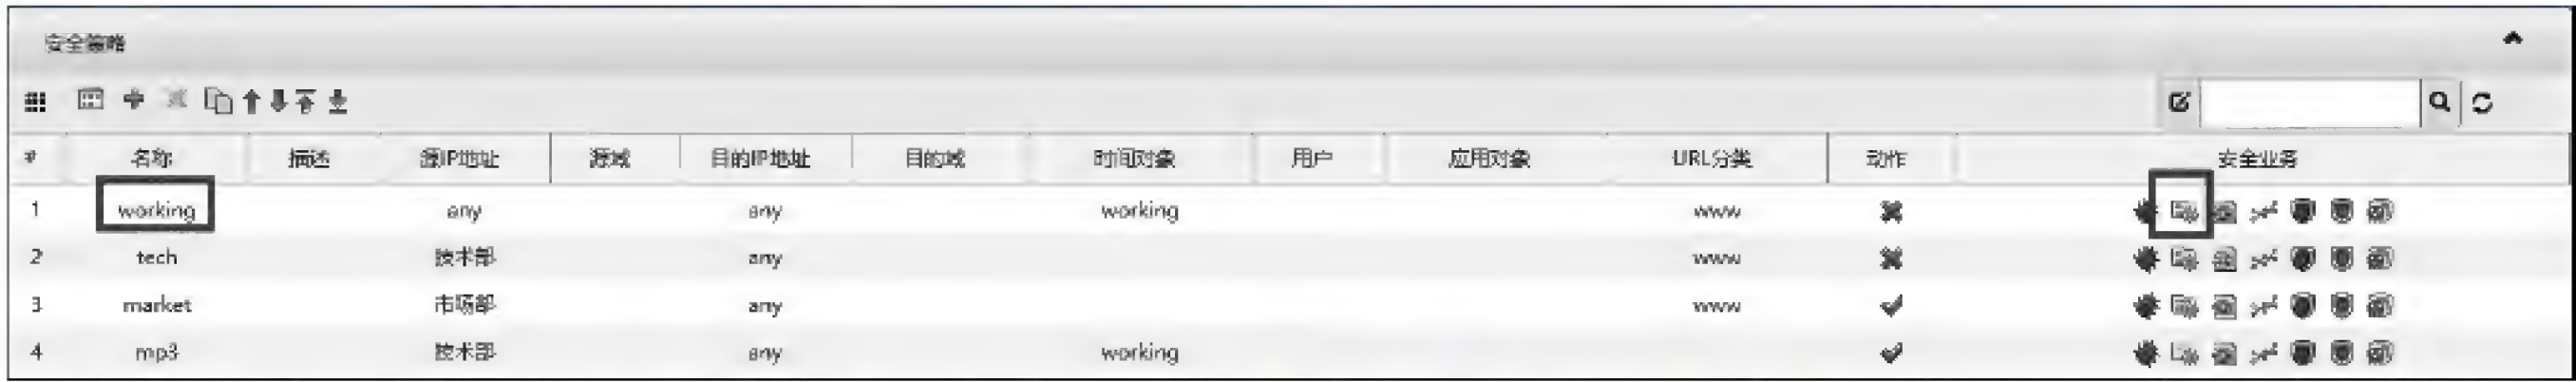 安全策略
# 名称 描述 源IP地址 源域 目的IP地址 目的域 时间对象 用户 应用对象 URL分类 动作 安全业务
1 working any any working www
2 tech 技术部 any www
3 market 市场部 any www
4 mp3 技术部 any working